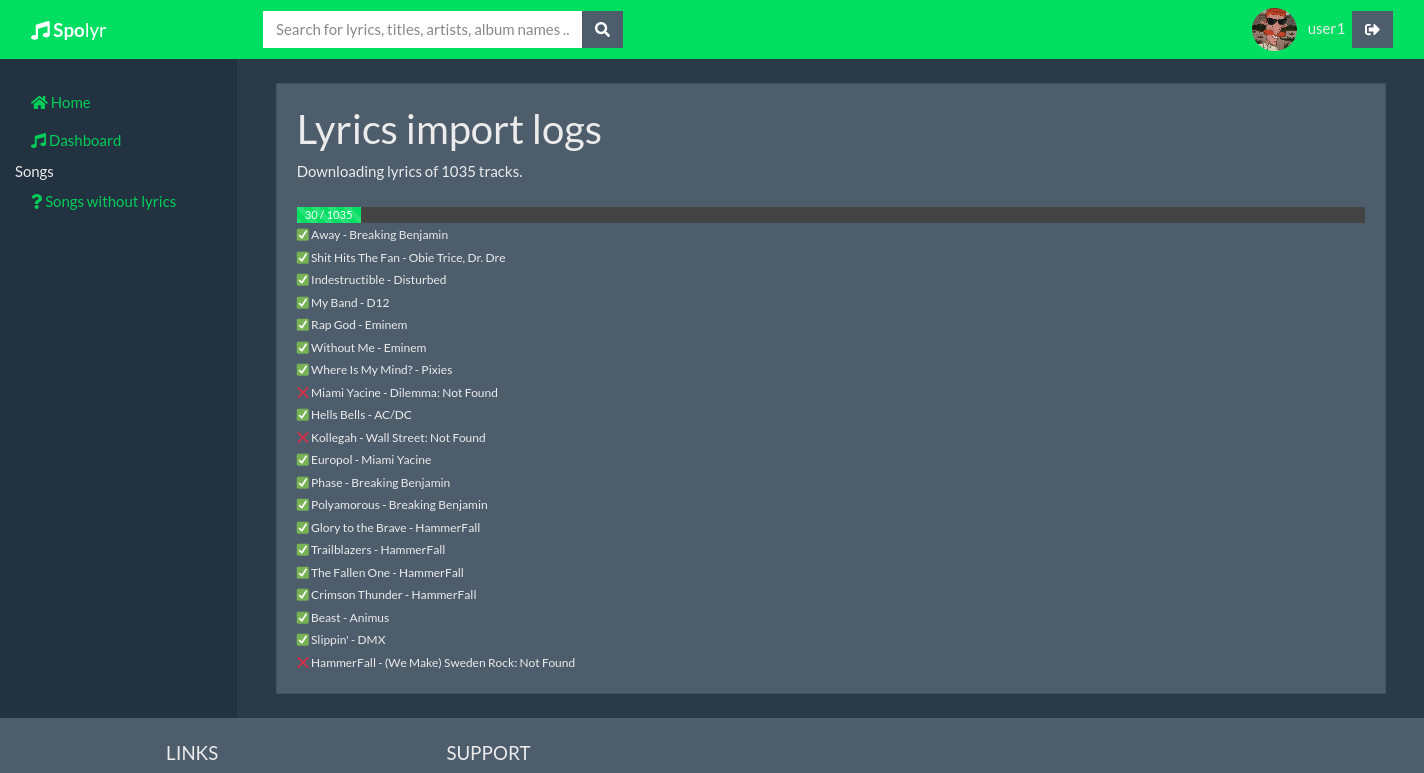 Spolyr
Search for lyrics, titles, artists, album names ..
user1
Home
Dashboard
Songs
Songs without lyrics
Lyrics import logs
Downloading lyrics of 1035 tracks.
30 / 1035
Away - Breaking Benjamin
Shit Hits The Fan - Obie Trice, Dr. Dre
Indestructible - Disturbed
My Band - D12
Rap God - Eminem
Without Me - Eminem
Where Is My Mind? - Pixies
Miami Yacine - Dilemma: Not Found
Hells Bells - AC/DC
Kollegah - Wall Street: Not Found
Europol - Miami Yacine
Phase - Breaking Benjamin
Polyamorous - Breaking Benjamin
Glory to the Brave - HammerFall
Trailblazers - HammerFall
The Fallen One - HammerFall
Crimson Thunder - HammerFall
Beast - Animus
Slippin' - DMX
HammerFall - (We Make) Sweden Rock: Not Found
LINKS
SUPPORT